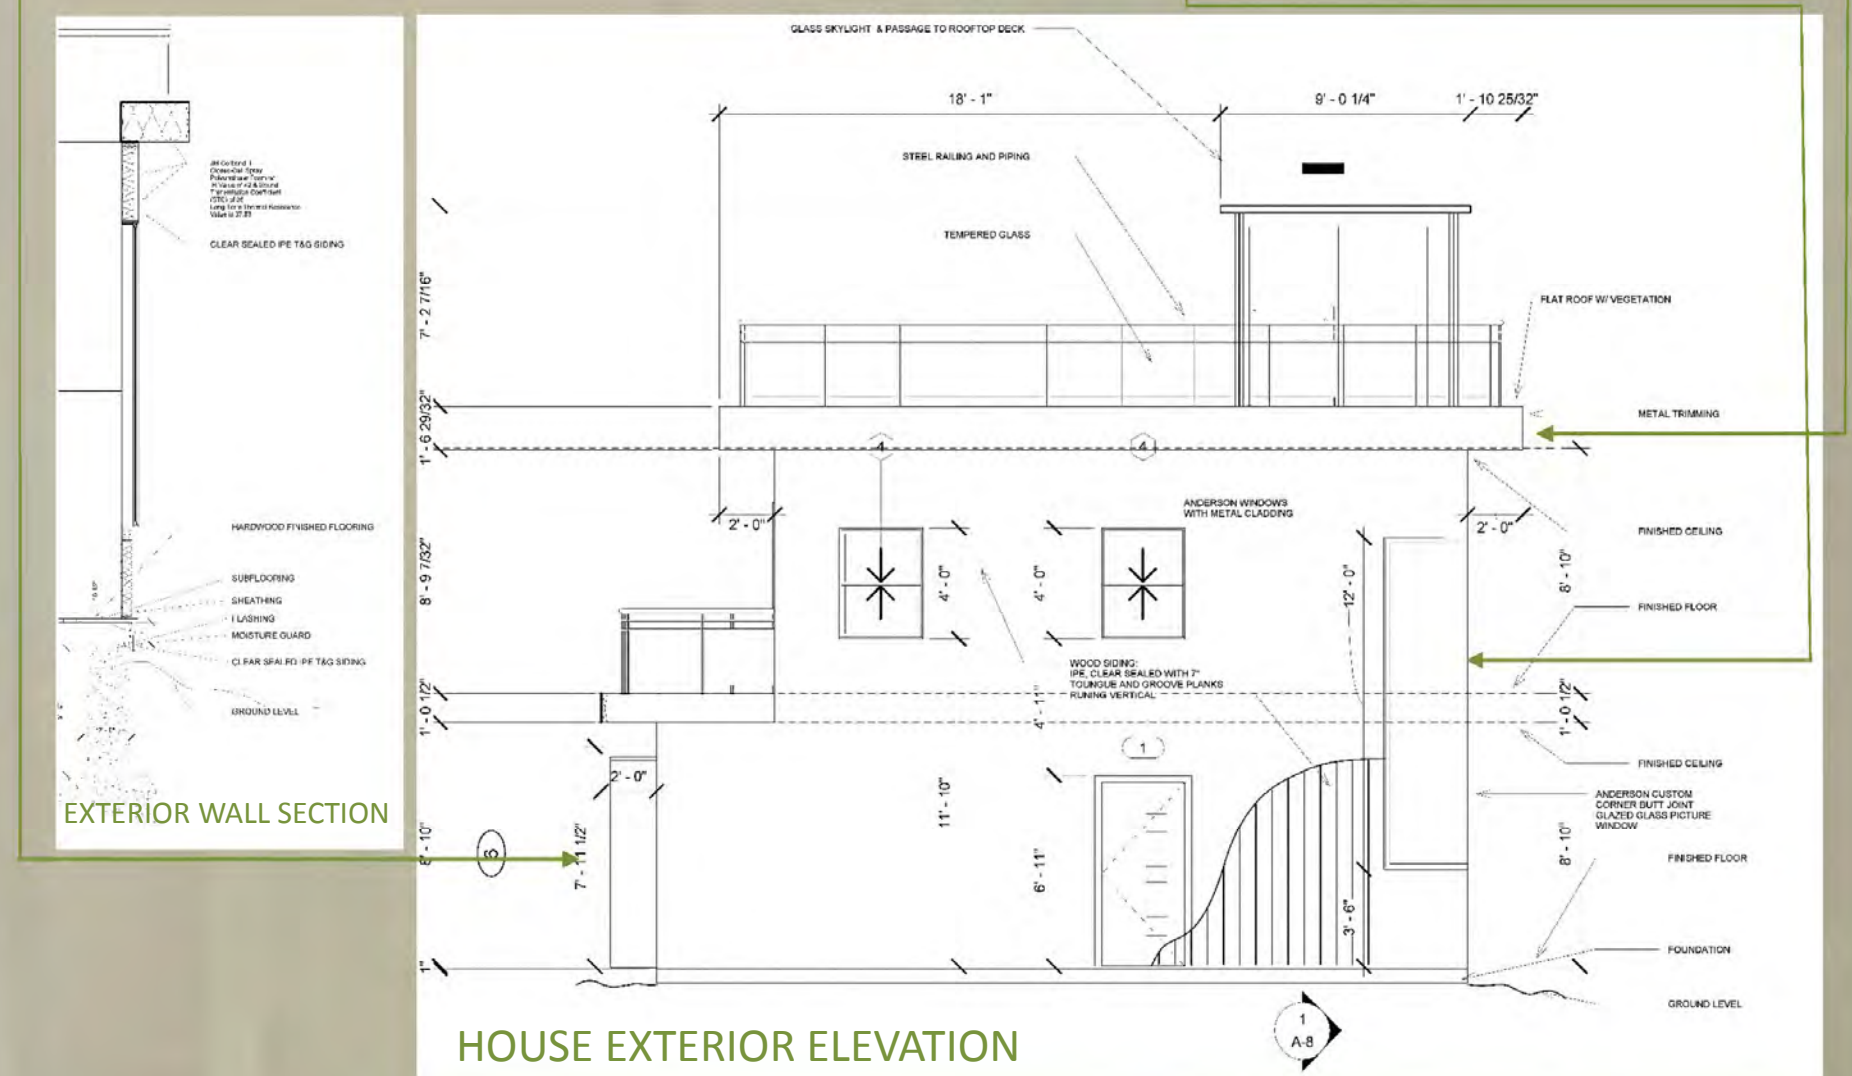 GLASS SKYLIGHT & PASSAGE TO ROOFTOP DECK
18' - 1"
9' - 0 1/4"
1' - 10 25/32"
STEEL RAILING AND PIPING
TEMPERED GLASS
FLAT ROOF W/ VEGETATION
METAL TRIMMING
7' - 2 7/16"
1' - 6 29/32"
8' - 9 7/32"
1' - 0 1/2"
8' - 10"
1"
4
4
ANDERSON WINDOWS
WITH METAL CLADDING
2' - 0"
2' - 0"
4' - 0"
4' - 0"
12' - 0"
FINISHED CEILING
8' - 10"
FINISHED FLOOR
WOOD SIDING:
IPE, CLEAR SEALED WITH 7"
TOUNGUE AND GROOVE PLANKS
RUNING VERTICAL
4' - 11"
1' - 0 1/2"
1
FINISHED CEILING
2' - 0"
ANDERSON CUSTOM
CORNER BUTT JOINT
GLAZED GLASS PICTURE
WINDOW
11' - 10"
7' - 11 1/2"
6' - 11"
3' - 6"
8' - 10"
FINISHED FLOOR
FOUNDATION
GROUND LEVEL
1
A-8
HOUSE EXTERIOR ELEVATION
CLEAR SEALED IPE T&G SIDING
HARDWOOD FINISHED FLOORING
SUBFLOORING
SHEATHING
FLASHING
MOISTURE GUARD
CLEAR SEALED IPE T&G SIDING
GROUND LEVEL
EXTERIOR WALL SECTION